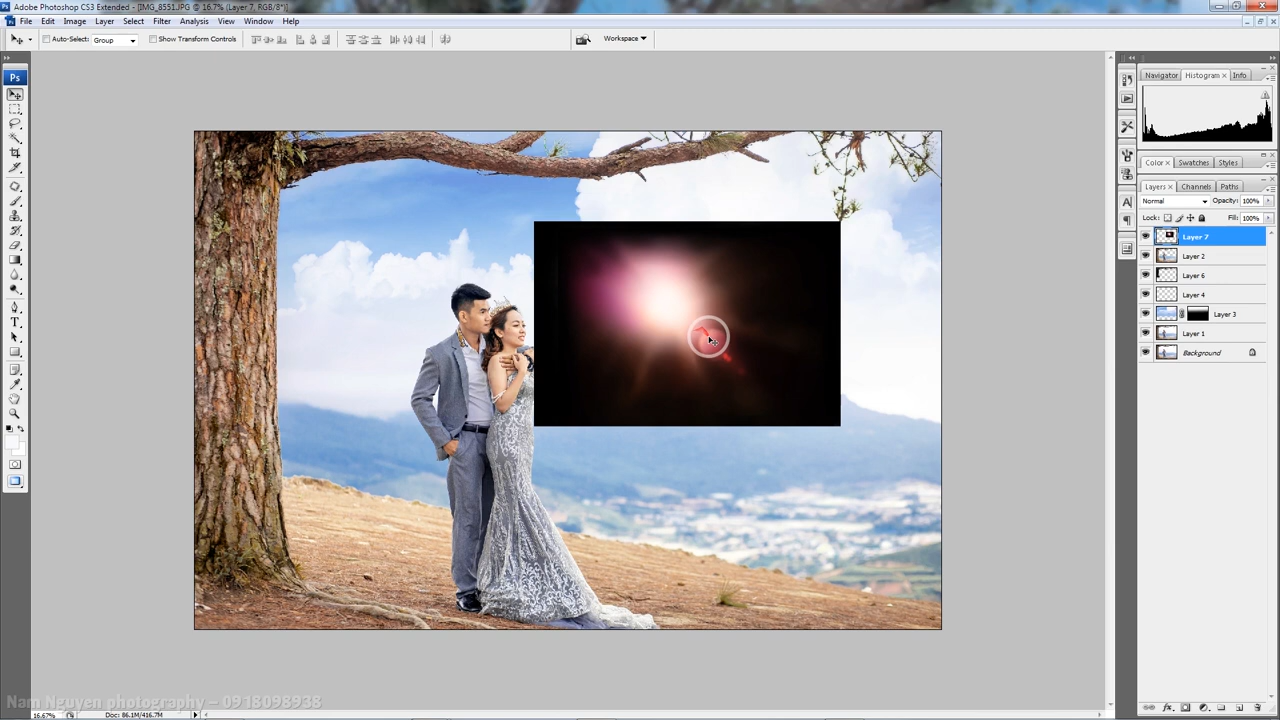 Adobe Photoshop CS3 Extended - [IMG_8551.JPG @ 16.7% (Layer 7, RGB/8*)]
File Edit Image Layer Select Filter Analysis View Window Help
Auto-Select: Group Show Transform Controls Workspace
Ps
Navigator Histogram × Info
Color × Swatches Styles
Layers × Channels Paths
Normal Opacity: 100%
Lock: Fill: 100%
Layer 7
Layer 2
Layer 6
Layer 4
Layer 3
Layer 1
Background
Nam Nguyen photography – 0918098938
16.67% Doc: 86.1M/416.7M